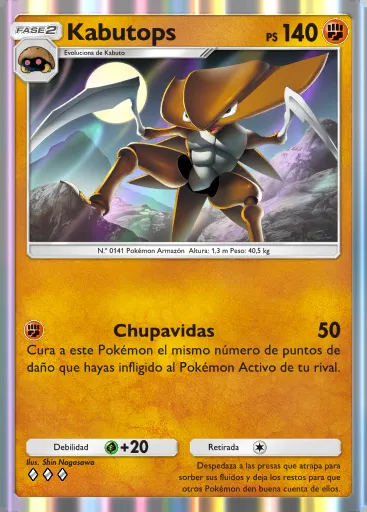 FASE2 Kabutops PS 140
Evoluciona de Kabuto
N.º 0141 Pokémon Armazón Altura: 1,3 m Peso: 40,5 kg
Chupavidas 50
Cura a este Pokémon el mismo número de puntos de
daño que hayas infligido al Pokémon Activo de tu rival.
Debilidad +20 Retirada
Ilus. Shin Nagasawa
Despedaza a las presas que atrapa para
sorber sus fluidos y deja los restos para que
otros Pokémon den buena cuenta de ellos.